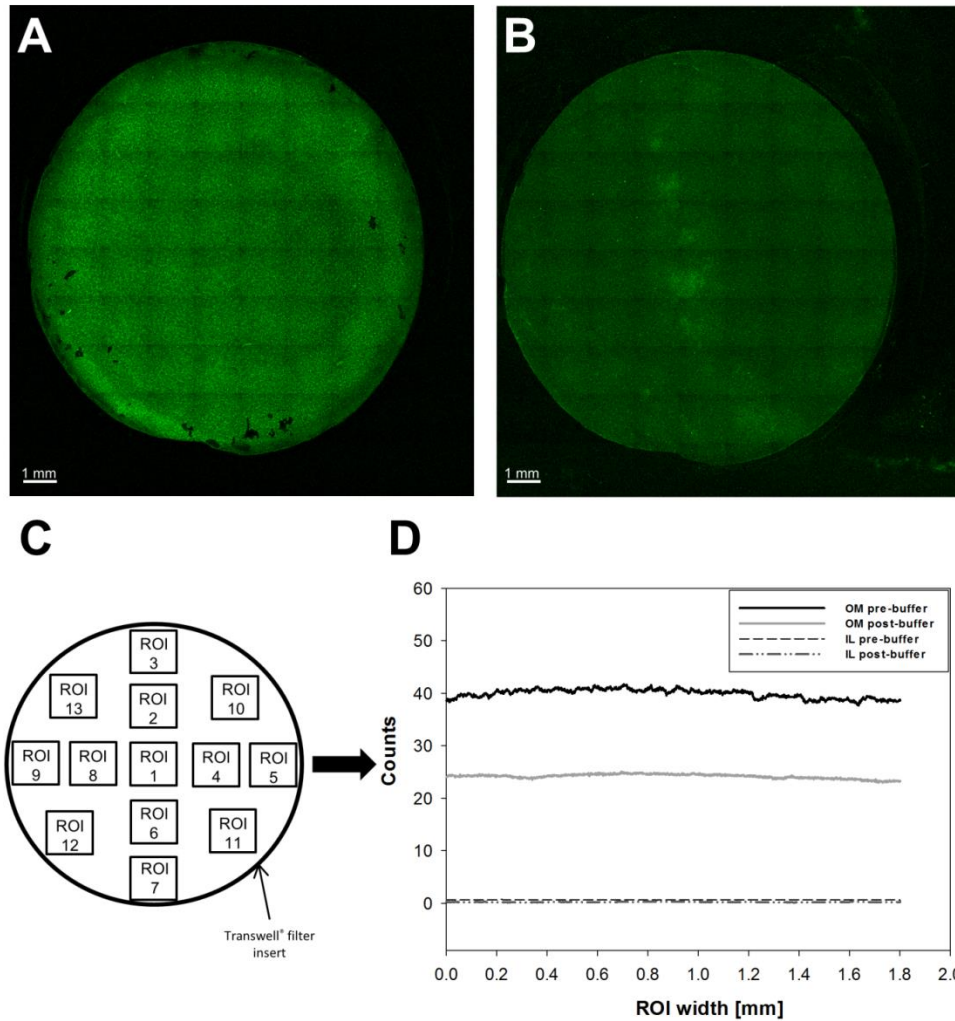 A
B
1 mm
1 mm
C
D
ROI
3
ROI
13
ROI
2
ROI
10
ROI
9
ROI
8
ROI
1
ROI
4
ROI
5
ROI
12
ROI
6
ROI
11
ROI
7
Transwell® filter
insert
60
50
40
30
20
10
0
Counts
OM pre-buffer
OM post-buffer
IL pre-buffer
IL post-buffer
0.0 0.2 0.4 0.6 0.8 1.0 1.2 1.4 1.6 1.8 2.0
ROI width [mm]